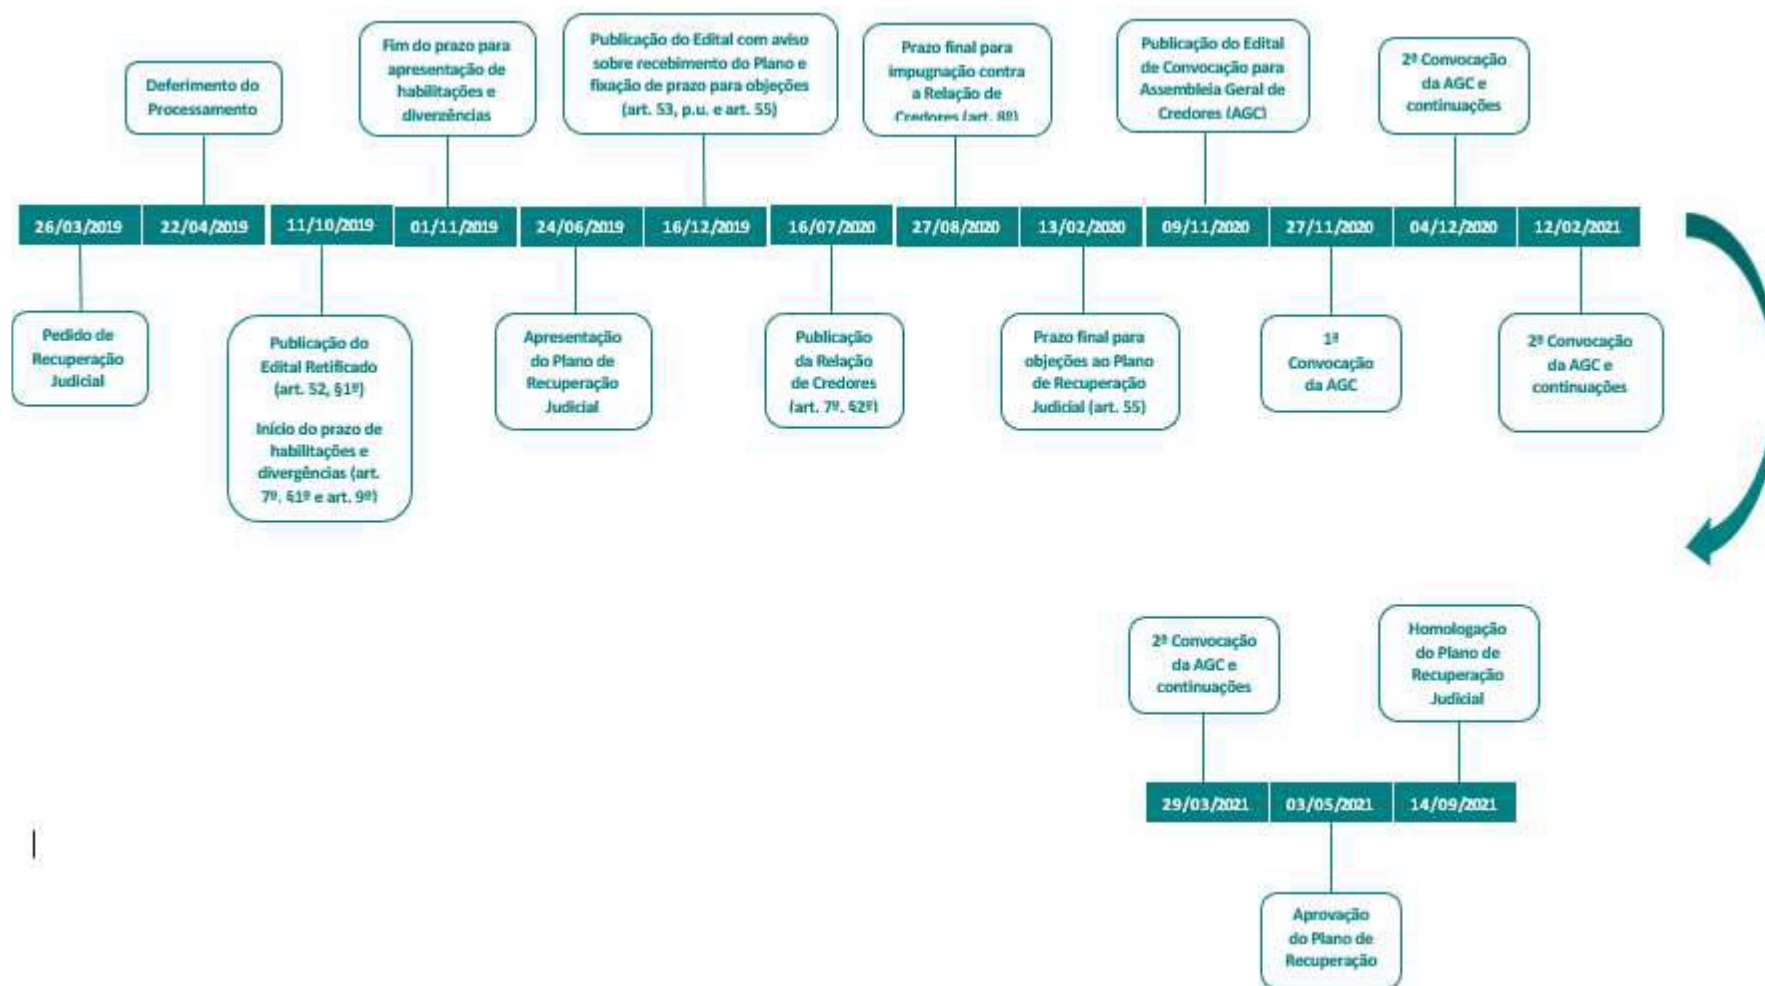 Deferimento do
Processamento
Fim do prazo para
apresentação de
habilitações e
divergências
Publicação do Edital com aviso
sobre recebimento do Plano e
fixação de prazo para objeções
(art. 53, p.u. e art. 55)
Prazo final para
impugnação contra
a Relação de
Credores (art. 8º)
Publicação do Edital
de Convocação para
Assembleia Geral de
Credores (AGC)
2ª Convocação
da AGC e
continuações
26/03/2019 22/04/2019 11/10/2019 01/11/2019 24/06/2019 16/12/2019 16/07/2020 27/08/2020 13/02/2020 09/11/2020 27/11/2020 04/12/2020 12/02/2021
Pedido de
Recuperação
Judicial
Publicação do
Edital Retificado
(art. 52, §1º)
Início do prazo de
habilitações e
divergências (art.
7º, §1º e art. 9º)
Apresentação
do Plano de
Recuperação
Judicial
Publicação
da Relação
de Credores
(art. 7º, §2º)
Prazo final para
objeções ao Plano
de Recuperação
Judicial (art. 55)
1ª
Convocação
da AGC
2ª Convocação
da AGC e
continuações
2ª Convocação
da AGC e
continuações
Homologação
do Plano de
Recuperação
Judicial
29/03/2021 03/05/2021 14/09/2021
Aprovação
do Plano de
Recuperação